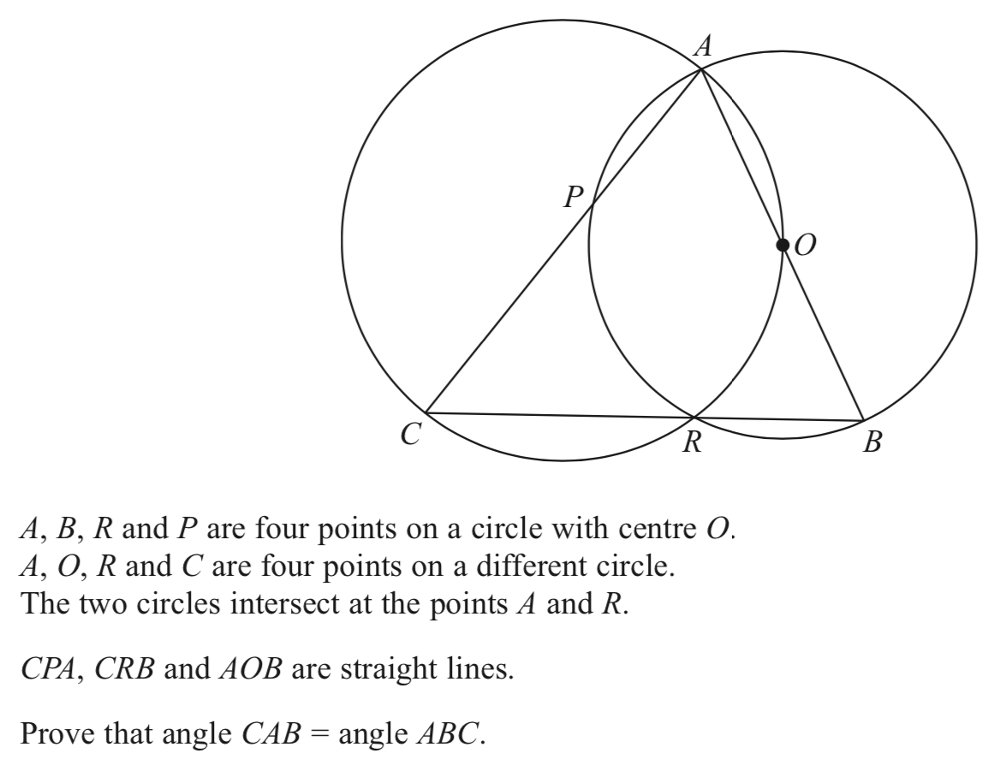 A
P
O
C
R
B
A, B, R and P are four points on a circle with centre O.
A, O, R and C are four points on a different circle.
The two circles intersect at the points A and R.
CPA, CRB and AOB are straight lines.
Prove that angle CAB = angle ABC.